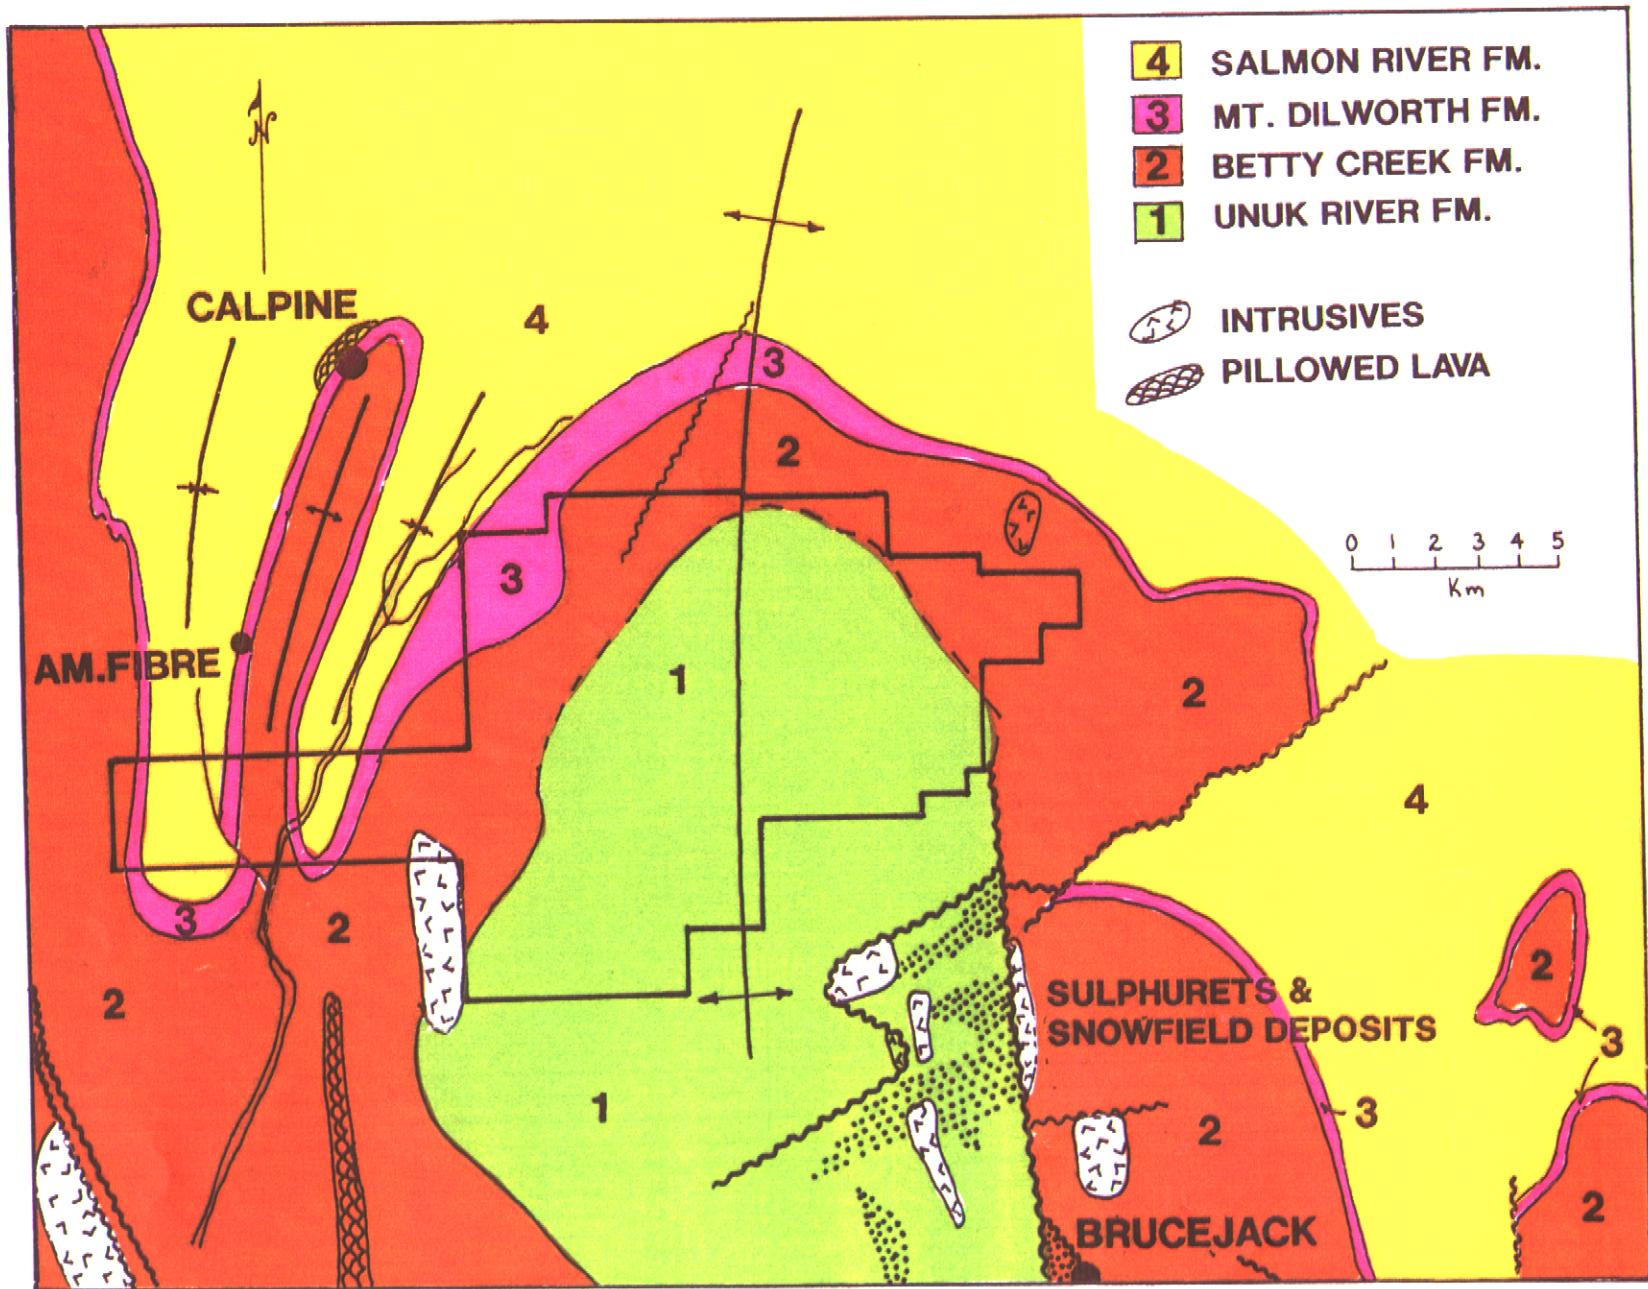 4 SALMON RIVER FM.
3 MT. DILWORTH FM.
2 BETTY CREEK FM.
1 UNUK RIVER FM.
INTRUSIVES
PILLOWED LAVA
N
CALPINE
4
3
2
0 1 2 3 4 5
Km
3
AM.FIBRE
1
2
4
3
2
2
2
SULPHURETS &
SNOWFIELD DEPOSITS
3
1
3
2
2
BRUCEJACK